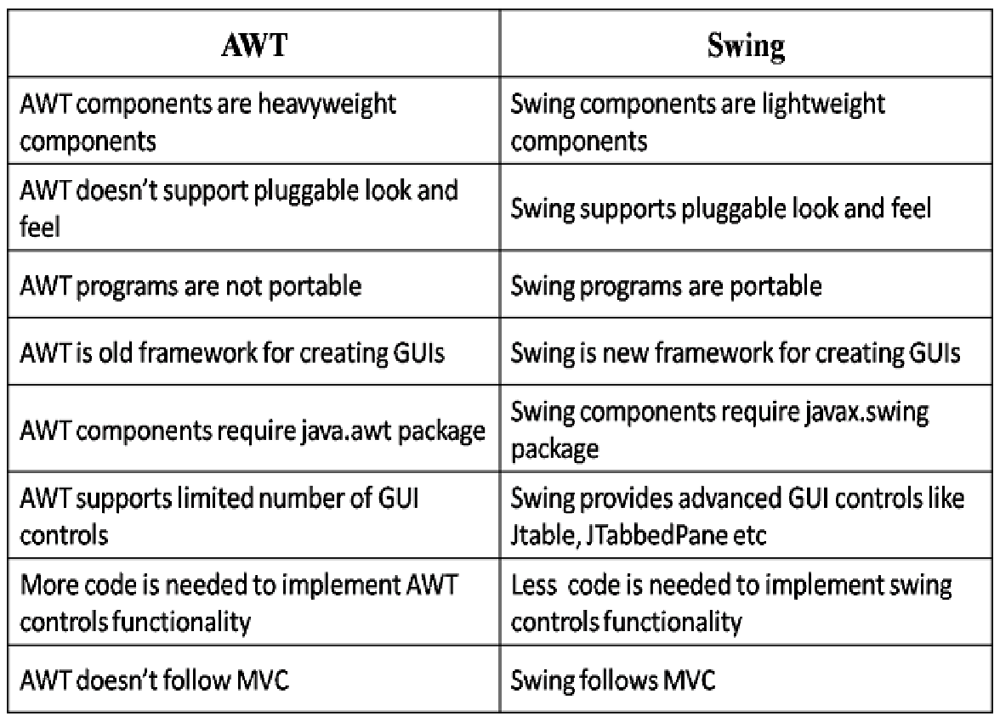 AWT
Swing
AWT components are heavyweight
components
Swing components are lightweight
components
AWT doesn't support pluggable look and
feel
Swing supports pluggable look and feel
AWT programs are not portable
Swing programs are portable
AWT is old framework for creating GUIs
Swing is new framework for creating GUIs
AWT components require java.awt package
Swing components require javax.swing
package
AWT supports limited number of GUI
controls
Swing provides advanced GUI controls like
Jtable, JTabbedPane etc
More code is needed to implement AWT
controls functionality
Less code is needed to implement swing
controls functionality
AWT doesn't follow MVC
Swing follows MVC